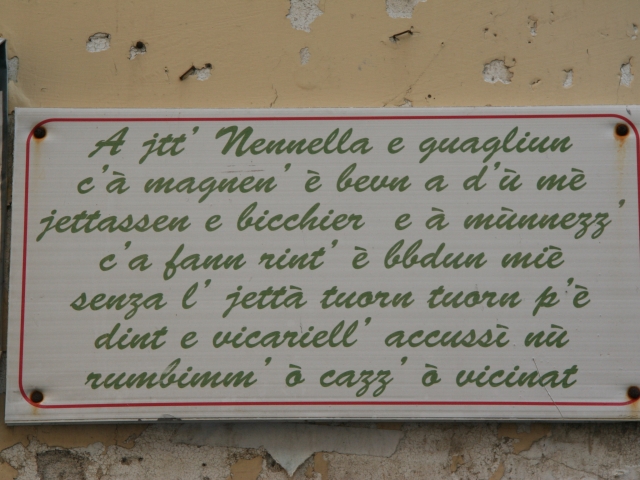 A jtt' Nennella e guagliun
c'à magnen' è bevn a d'ù mè
jettassen e bicchier e à mùnnezz'
c'a fann rint' è bbdun miè
senza l' jettà tuorn tuorn p'è
dint e vicariell' accussì nù
rumbimm' ò cazz' ò vicinat